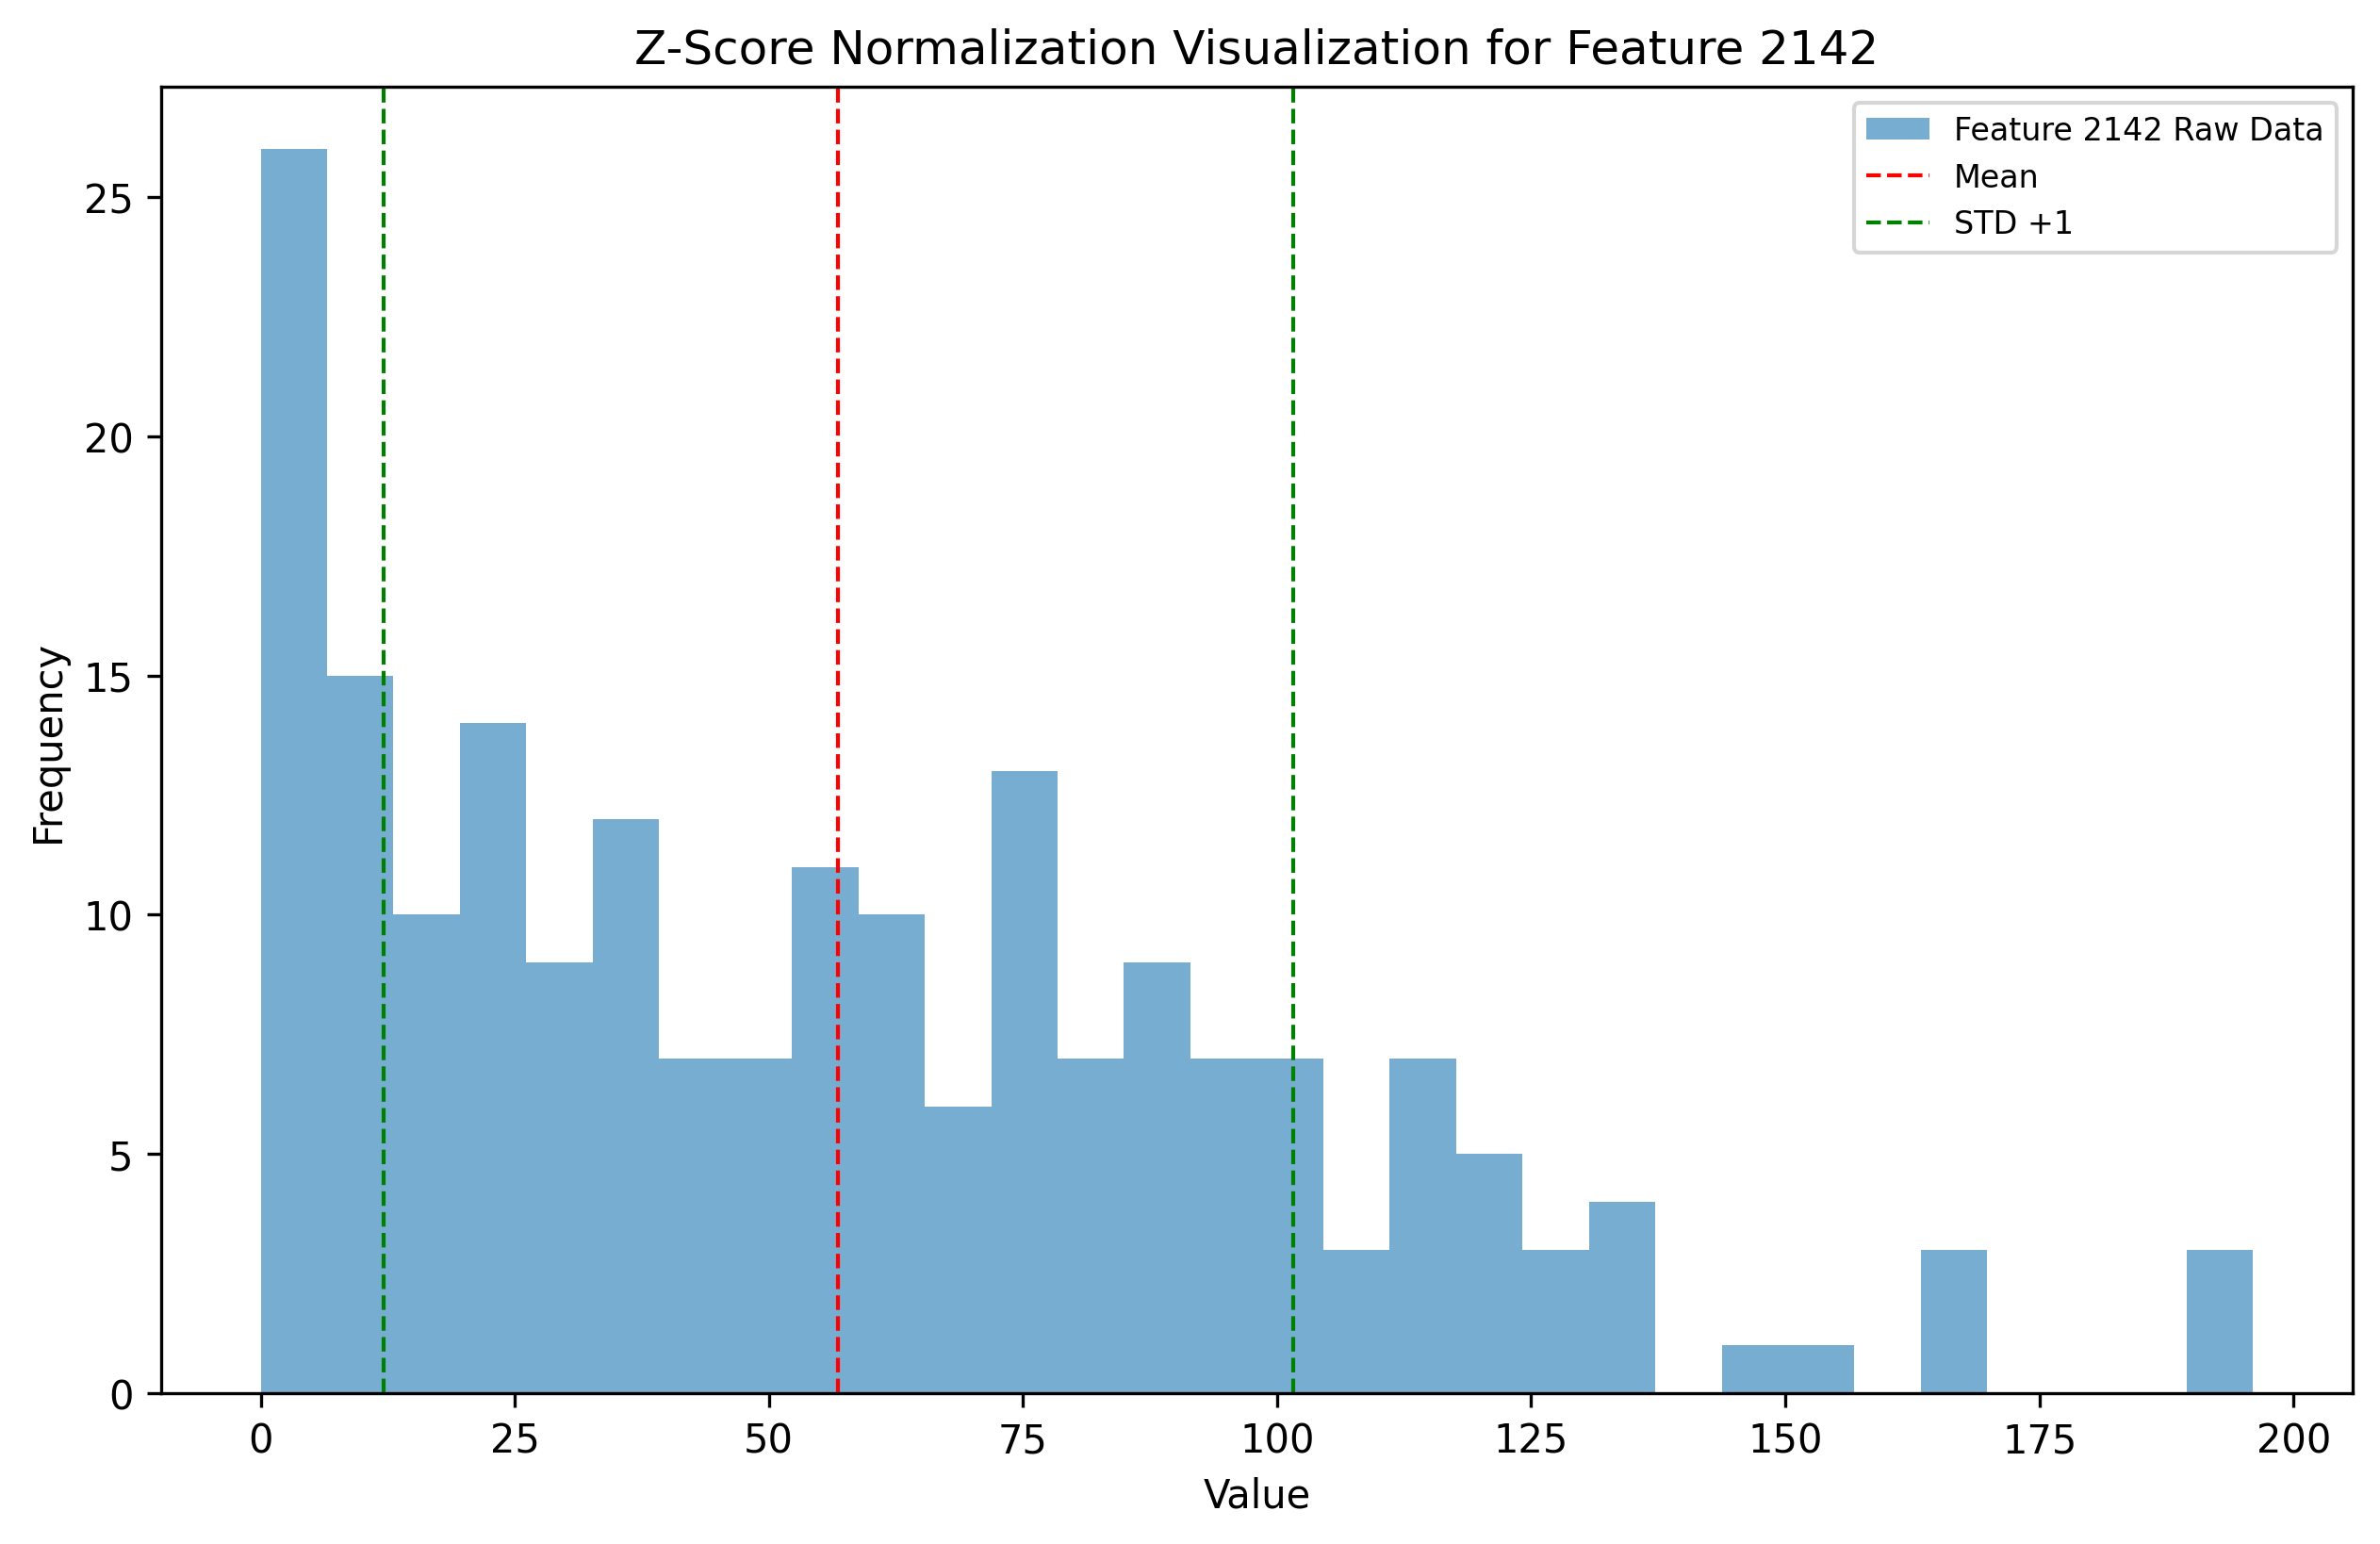 Z-Score Normalization Visualization for Feature 2142
Feature 2142 Raw Data
Mean
STD +1
Frequency
25
20
15
10
5
0
0 25 50 75 100 125 150 175 200
Value